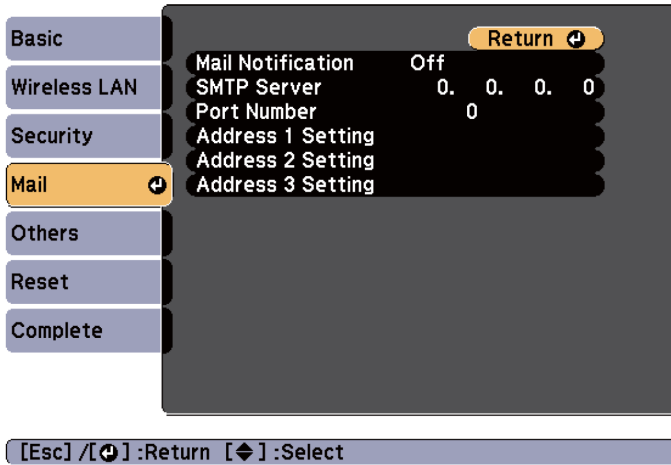 Basic
Wireless LAN
Security
Mail
Others
Reset
Complete
Return
Mail Notification Off
SMTP Server 0. 0. 0. 0
Port Number 0
Address 1 Setting
Address 2 Setting
Address 3 Setting
[Esc] /[ ] :Return [ ] :Select